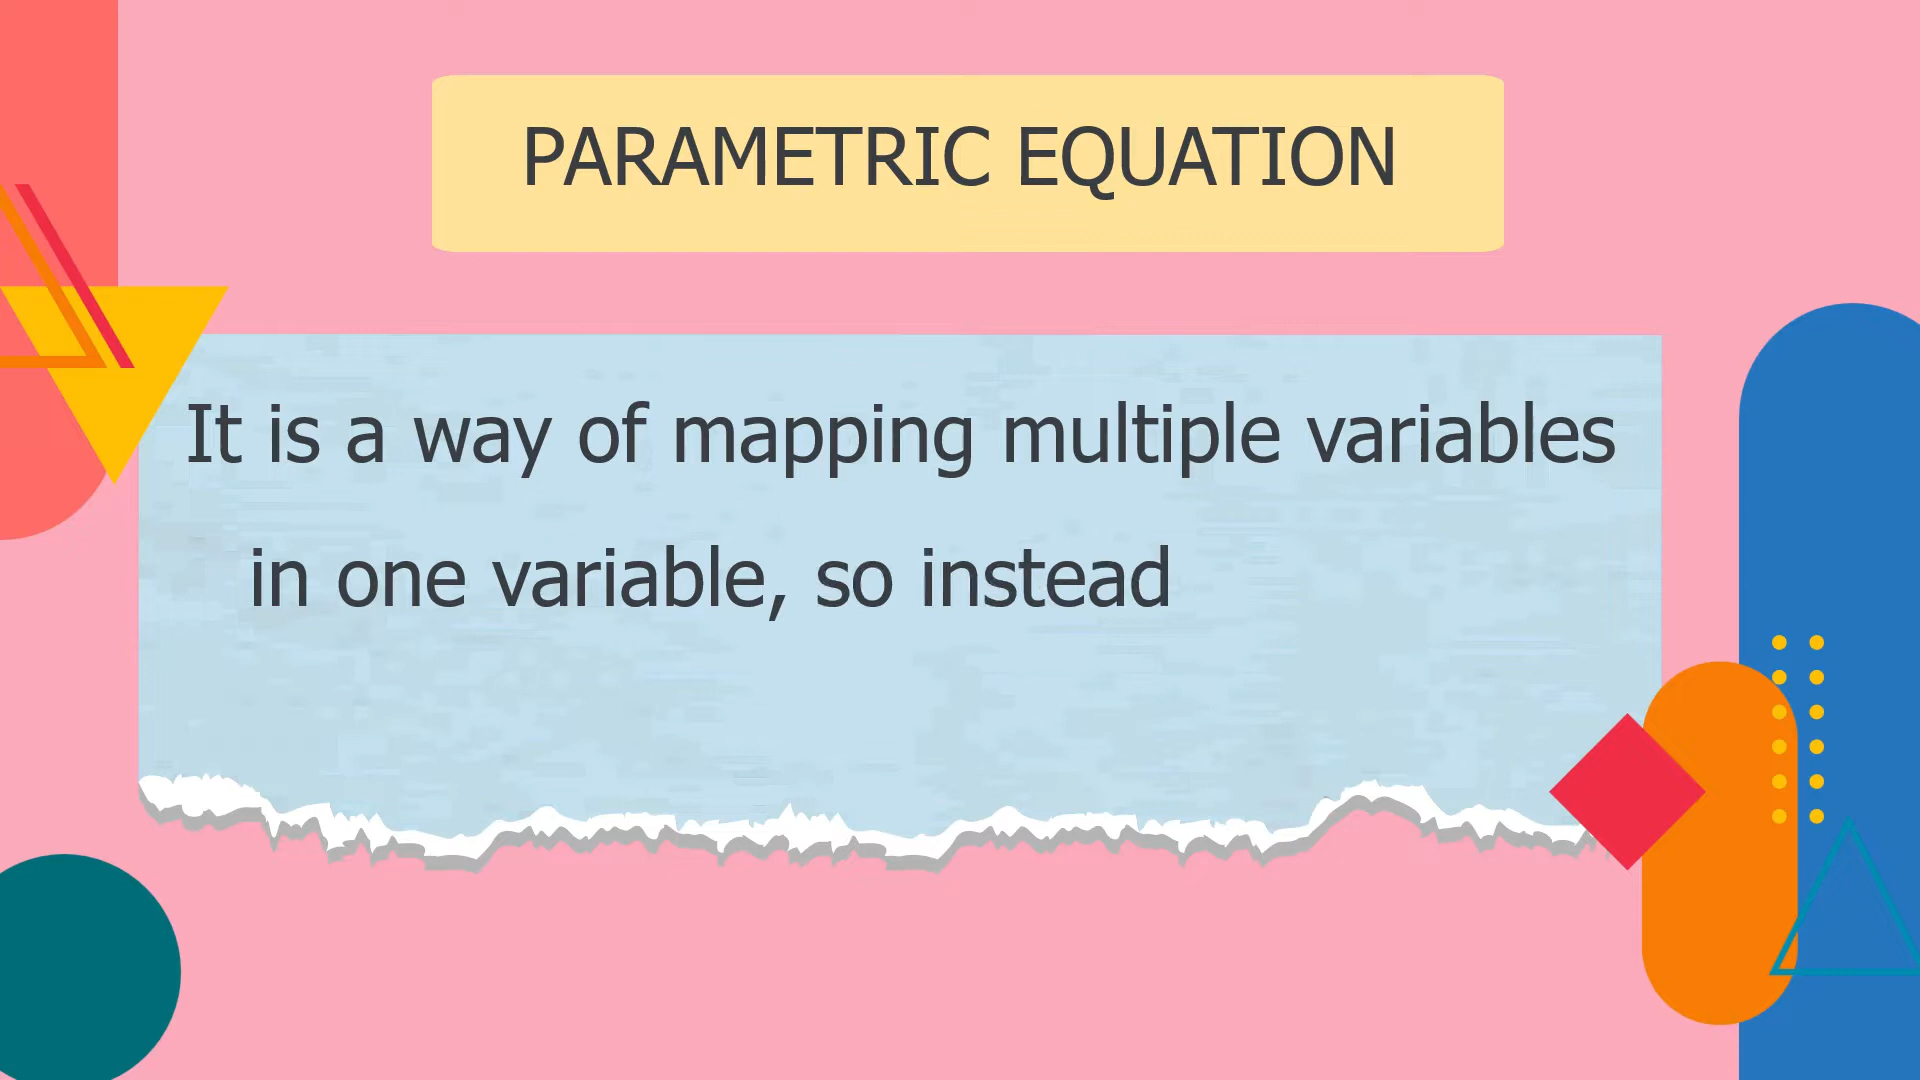 PARAMETRIC EQUATION
It is a way of mapping multiple variables
in one variable, so instead